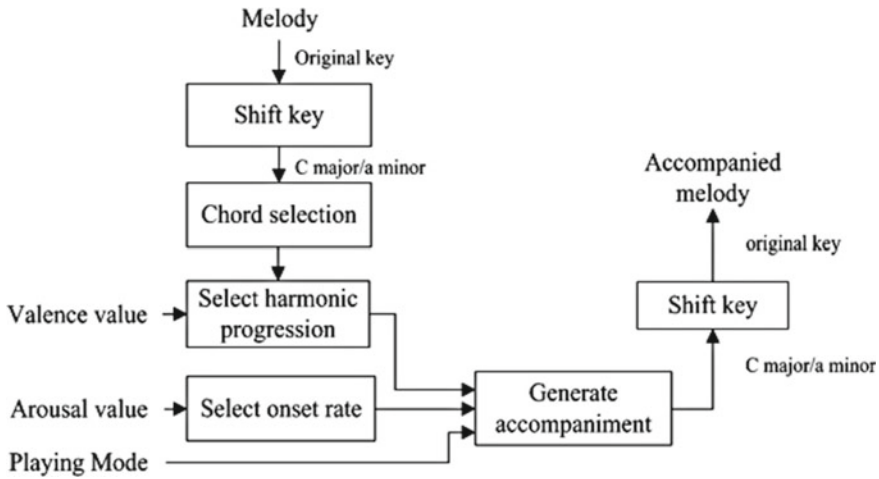 Melody
Original key
Shift key
C major/a minor
Chord selection
Valence value
Select harmonic
progression
Arousal value
Select onset rate
Playing Mode
Generate
accompaniment
C major/a minor
Shift key
original key
Accompanied
melody